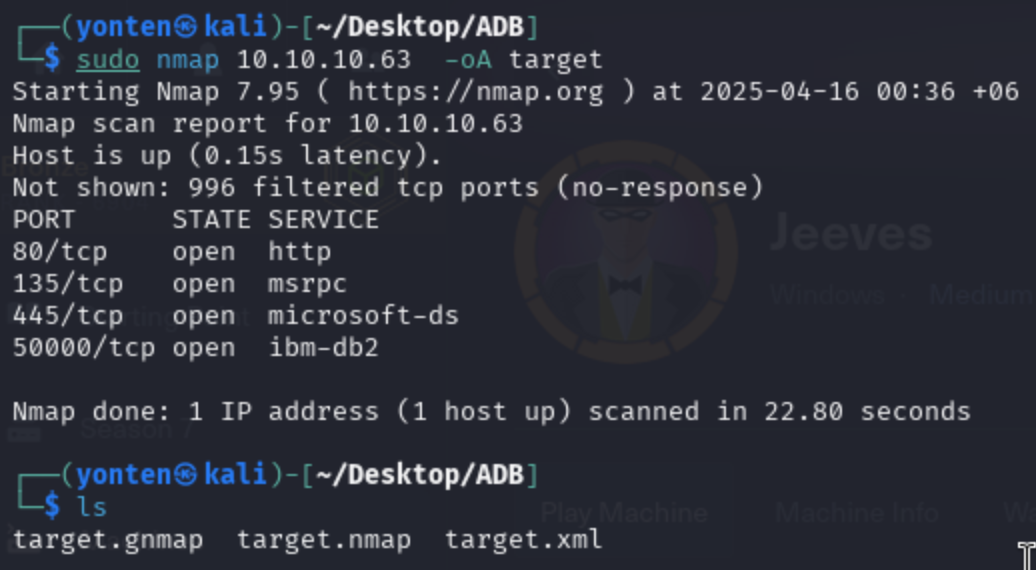 ┌──(yonten㉿kali)-[~/Desktop/ADB]
└─$ sudo nmap 10.10.10.63  -oA target
Starting Nmap 7.95 ( https://nmap.org ) at 2025-04-16 00:36 +06
Nmap scan report for 10.10.10.63
Host is up (0.15s latency).
Not shown: 996 filtered tcp ports (no-response)
Jeeves
Windows · Medium
PORT      STATE SERVICE
80/tcp    open  http
135/tcp   open  msrpc
445/tcp   open  microsoft-ds
50000/tcp open  ibm-db2
Nmap done: 1 IP address (1 host up) scanned in 22.80 seconds
Season 7
┌──(yonten㉿kali)-[~/Desktop/ADB]
└─$ ls
Play Machine Machine Info
target.gnmap  target.nmap  target.xml